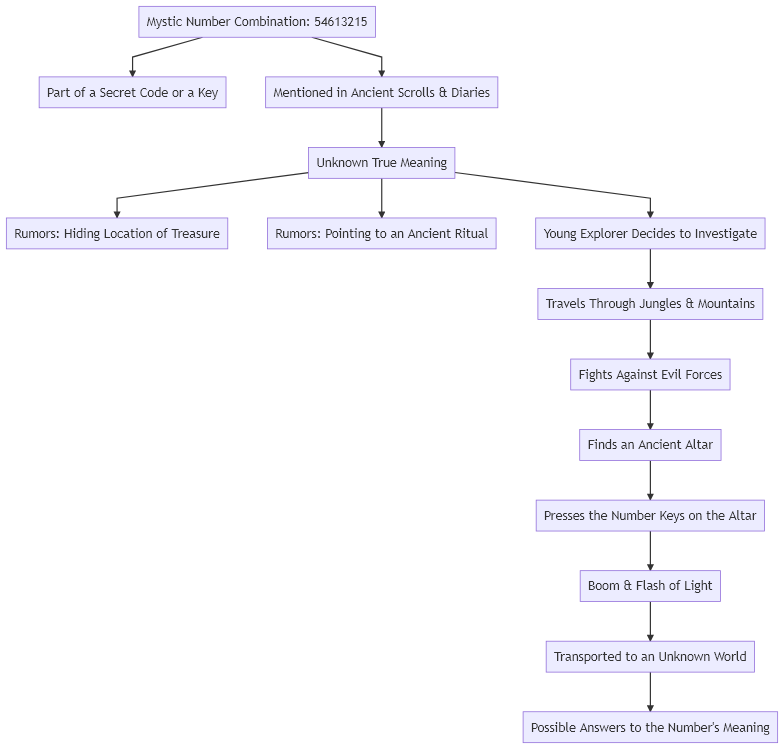 Mystic Number Combination: 54613215
Part of a Secret Code or a Key
Mentioned in Ancient Scrolls & Diaries
Unknown True Meaning
Rumors: Hiding Location of Treasure
Rumors: Pointing to an Ancient Ritual
Young Explorer Decides to Investigate
Travels Through Jungles & Mountains
Fights Against Evil Forces
Finds an Ancient Altar
Presses the Number Keys on the Altar
Boom & Flash of Light
Transported to an Unknown World
Possible Answers to the Number's Meaning